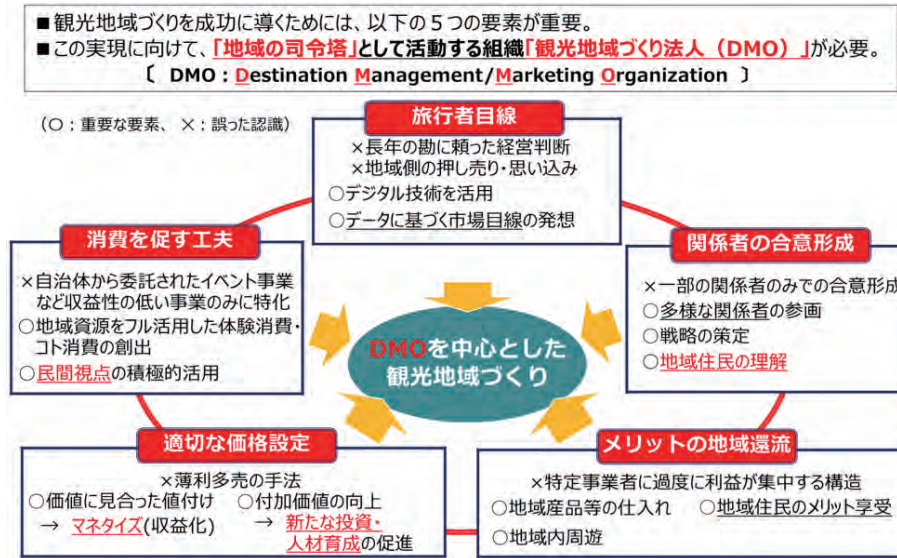 ■観光地域づくりを成功に導くためには、以下の５つの要素が重要。
■この実現に向けて、「地域の司令塔」として活動する組織「観光地域づくり法人（DMO）」が必要。
〔 DMO：Destination Management/Marketing Organization 〕
（○：重要な要素、×：誤った認識）
旅行者目線
×長年の勘に頼った経営判断
×地域側の押し売り・思い込み
○デジタル技術を活用
○データに基づく市場目線の発想
消費を促す工夫
×自治体から委託されたイベント事業
など収益性の低い事業のみに特化
○地域資源をフル活用した体験消費・
コト消費の創出
○民間視点の積極的活用
関係者の合意形成
×一部の関係者のみでの合意形成
○多様な関係者の参画
○戦略の策定
○地域住民の理解
DMOを中心とした
観光地域づくり
適切な価格設定
×薄利多売の手法
○価値に見合った値付け
→ マネタイズ(収益化)
○付加価値の向上
→ 新たな投資・
人材育成の促進
メリットの地域還流
×特定事業者に過度に利益が集中する構造
○地域産品等の仕入れ ○地域住民のメリット享受
○地域内周遊